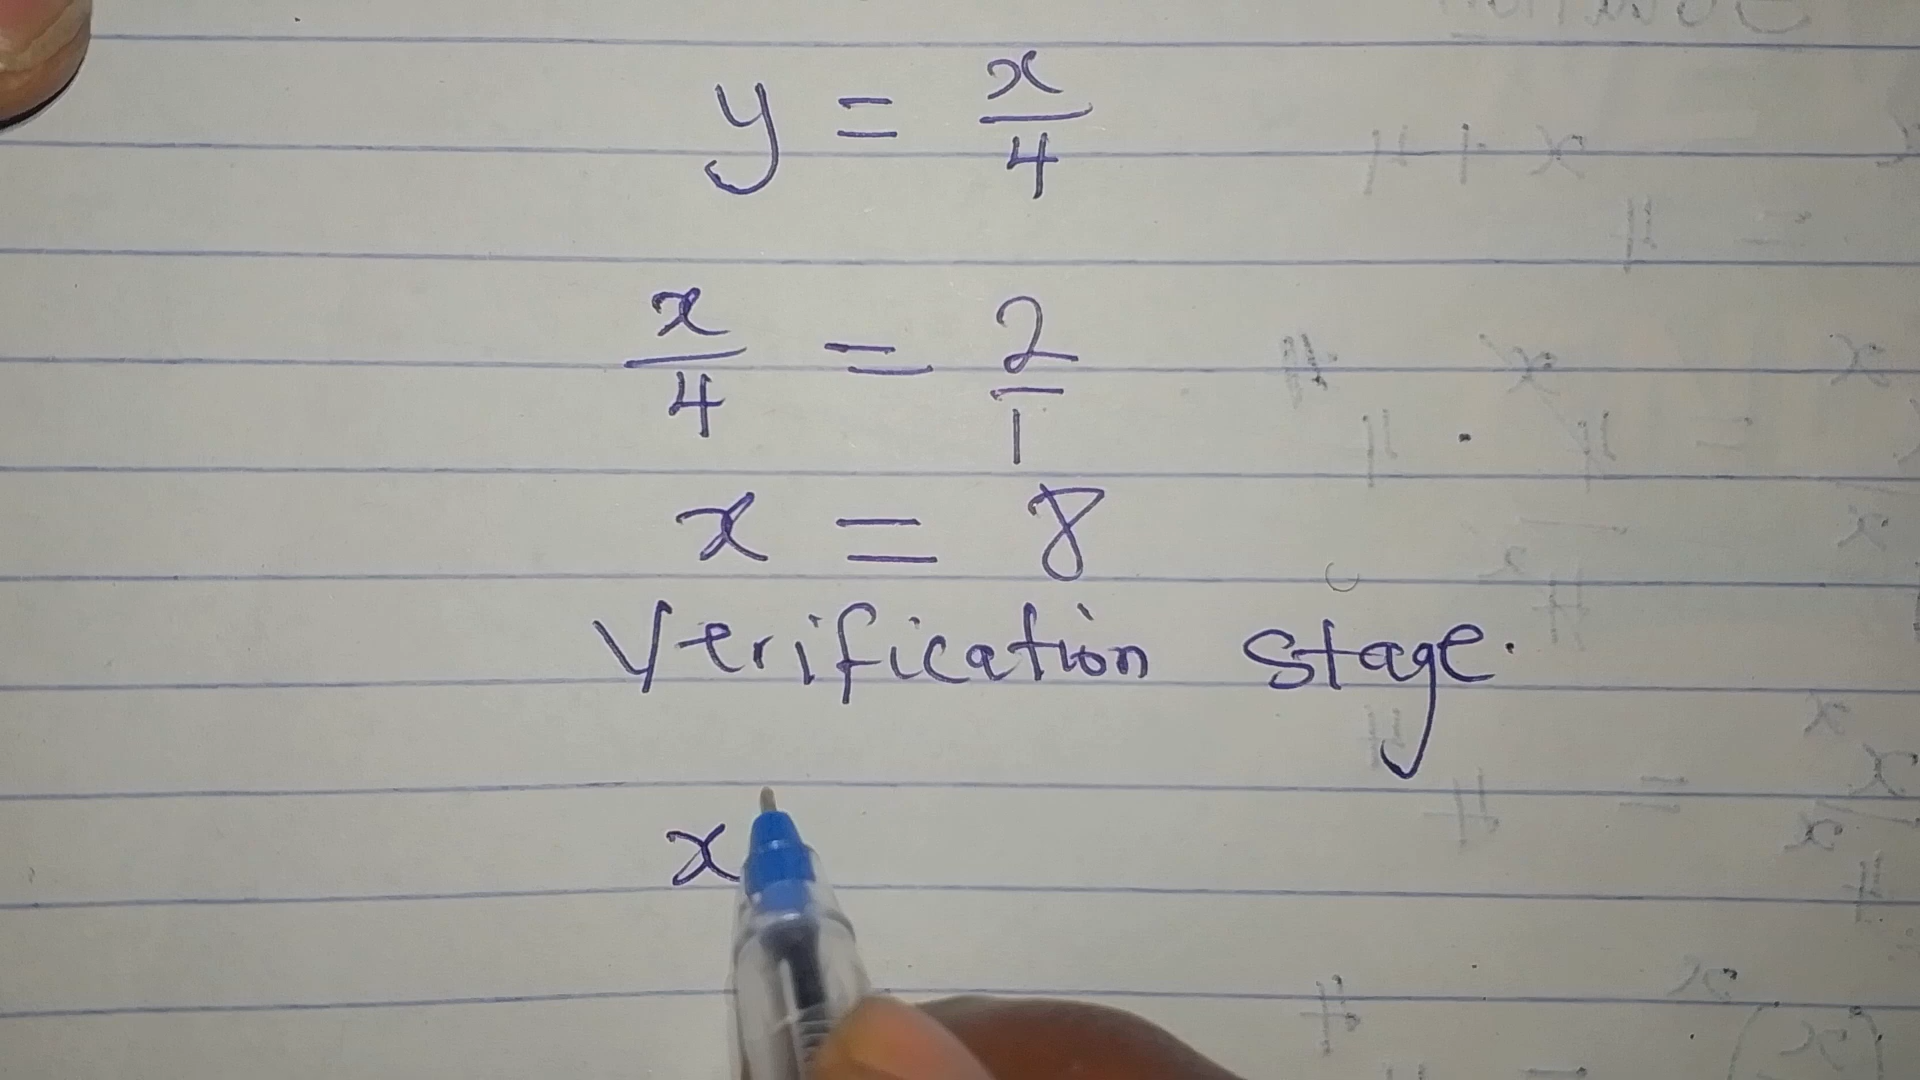 y = x/4
x/4 = 2/1
x = 8
Verification stage.
x